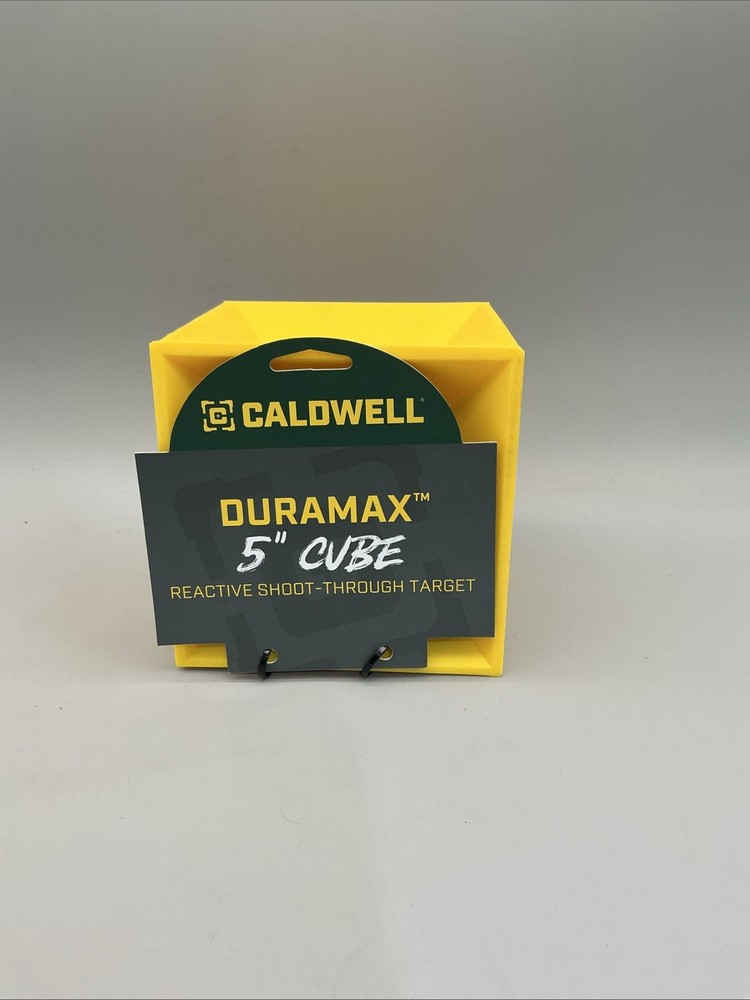 CALDWELL®
DURAMAX™
5" CUBE
REACTIVE SHOOT-THROUGH TARGET